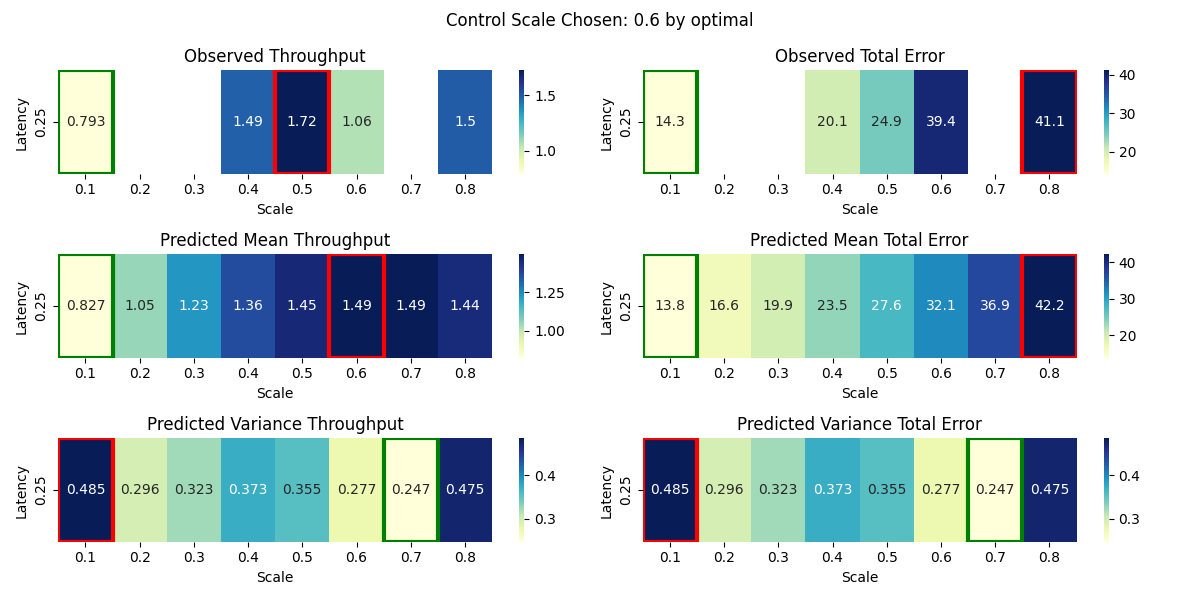 Control Scale Chosen: 0.6 by optimal
Observed Throughput
Latency
0.25
0.793 1.49 1.72 1.06 1.5
0.1 0.2 0.3 0.4 0.5 0.6 0.7 0.8
Scale
1.5
1.0
Observed Total Error
Latency
0.25
14.3 20.1 24.9 39.4 41.1
0.1 0.2 0.3 0.4 0.5 0.6 0.7 0.8
Scale
40
30
20
Predicted Mean Throughput
Latency
0.25
0.827 1.05 1.23 1.36 1.45 1.49 1.49 1.44
0.1 0.2 0.3 0.4 0.5 0.6 0.7 0.8
Scale
1.25
1.00
Predicted Mean Total Error
Latency
0.25
13.8 16.6 19.9 23.5 27.6 32.1 36.9 42.2
0.1 0.2 0.3 0.4 0.5 0.6 0.7 0.8
Scale
40
30
20
Predicted Variance Throughput
Latency
0.25
0.485 0.296 0.323 0.373 0.355 0.277 0.247 0.475
0.1 0.2 0.3 0.4 0.5 0.6 0.7 0.8
Scale
0.4
0.3
Predicted Variance Total Error
Latency
0.25
0.485 0.296 0.323 0.373 0.355 0.277 0.247 0.475
0.1 0.2 0.3 0.4 0.5 0.6 0.7 0.8
Scale
0.4
0.3